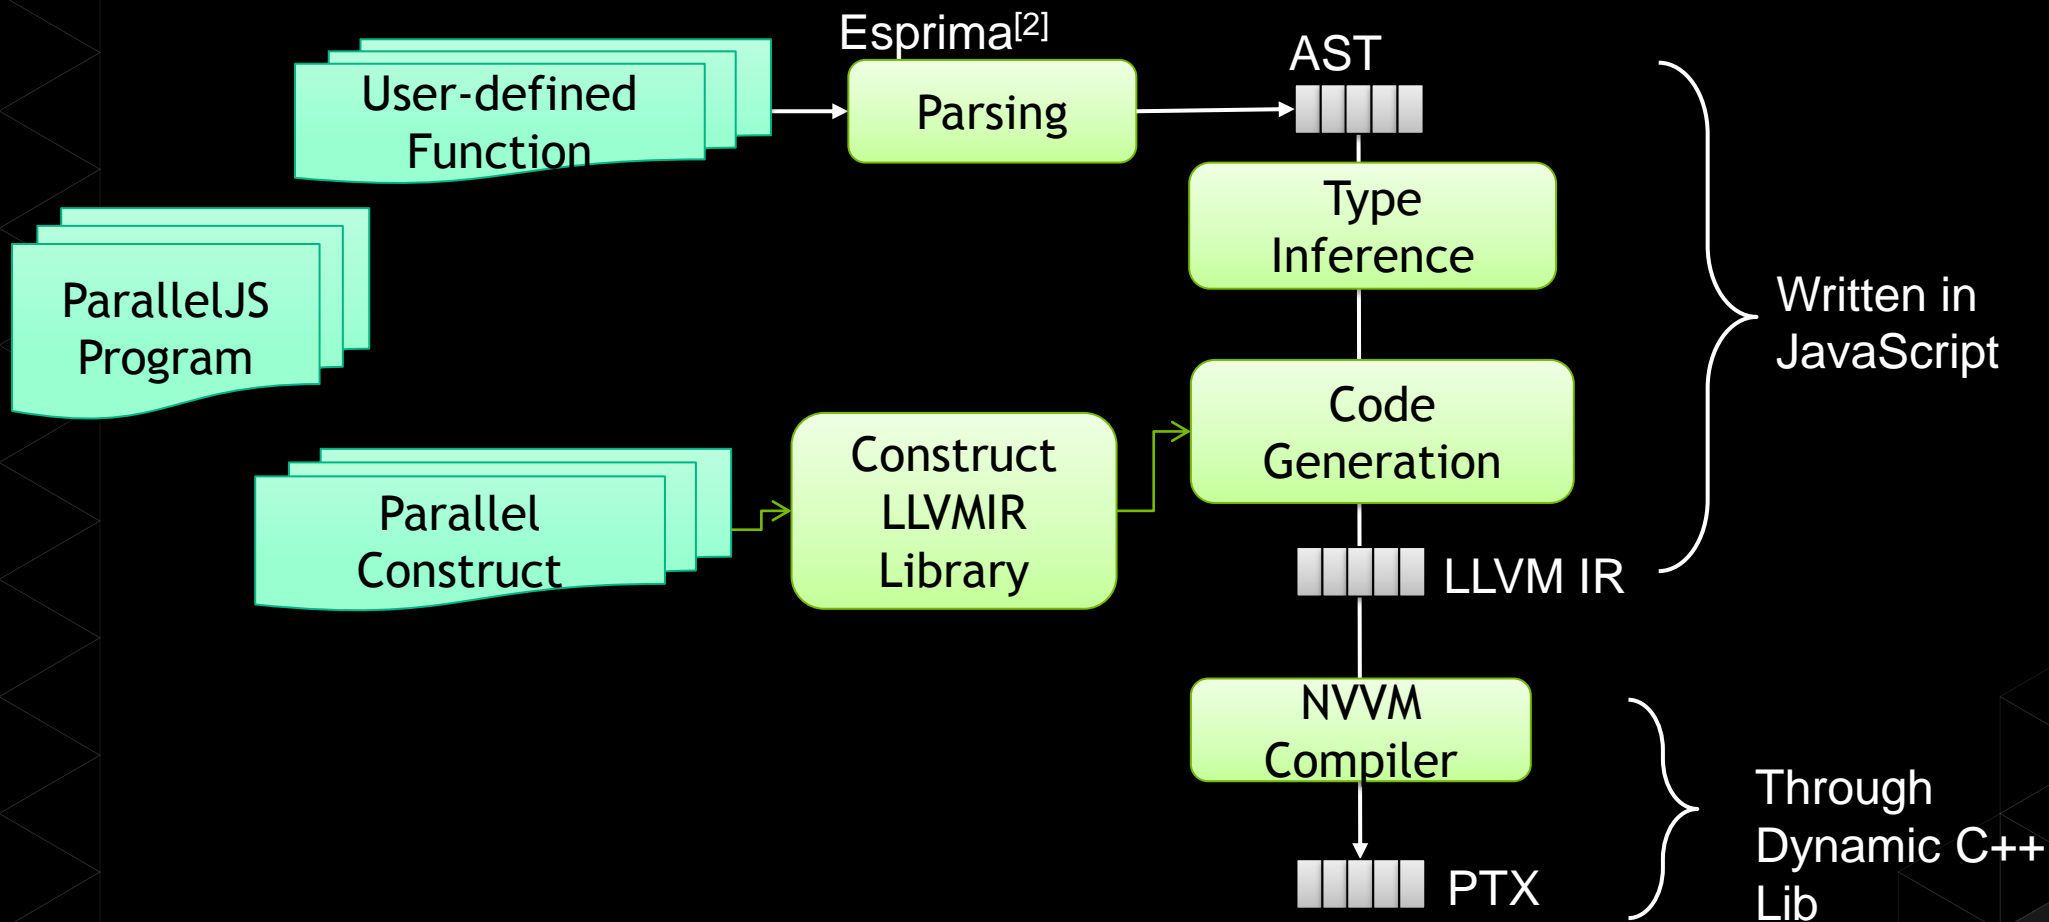 Esprima[2]
AST
User-defined
Function
Parsing
Type
Inference
ParallelJS
Program
Written in
JavaScript
Code
Generation
Construct
LLVMIR
Library
Parallel
Construct
LLVM IR
NVVM
Compiler
Through
Dynamic C++
Lib
PTX